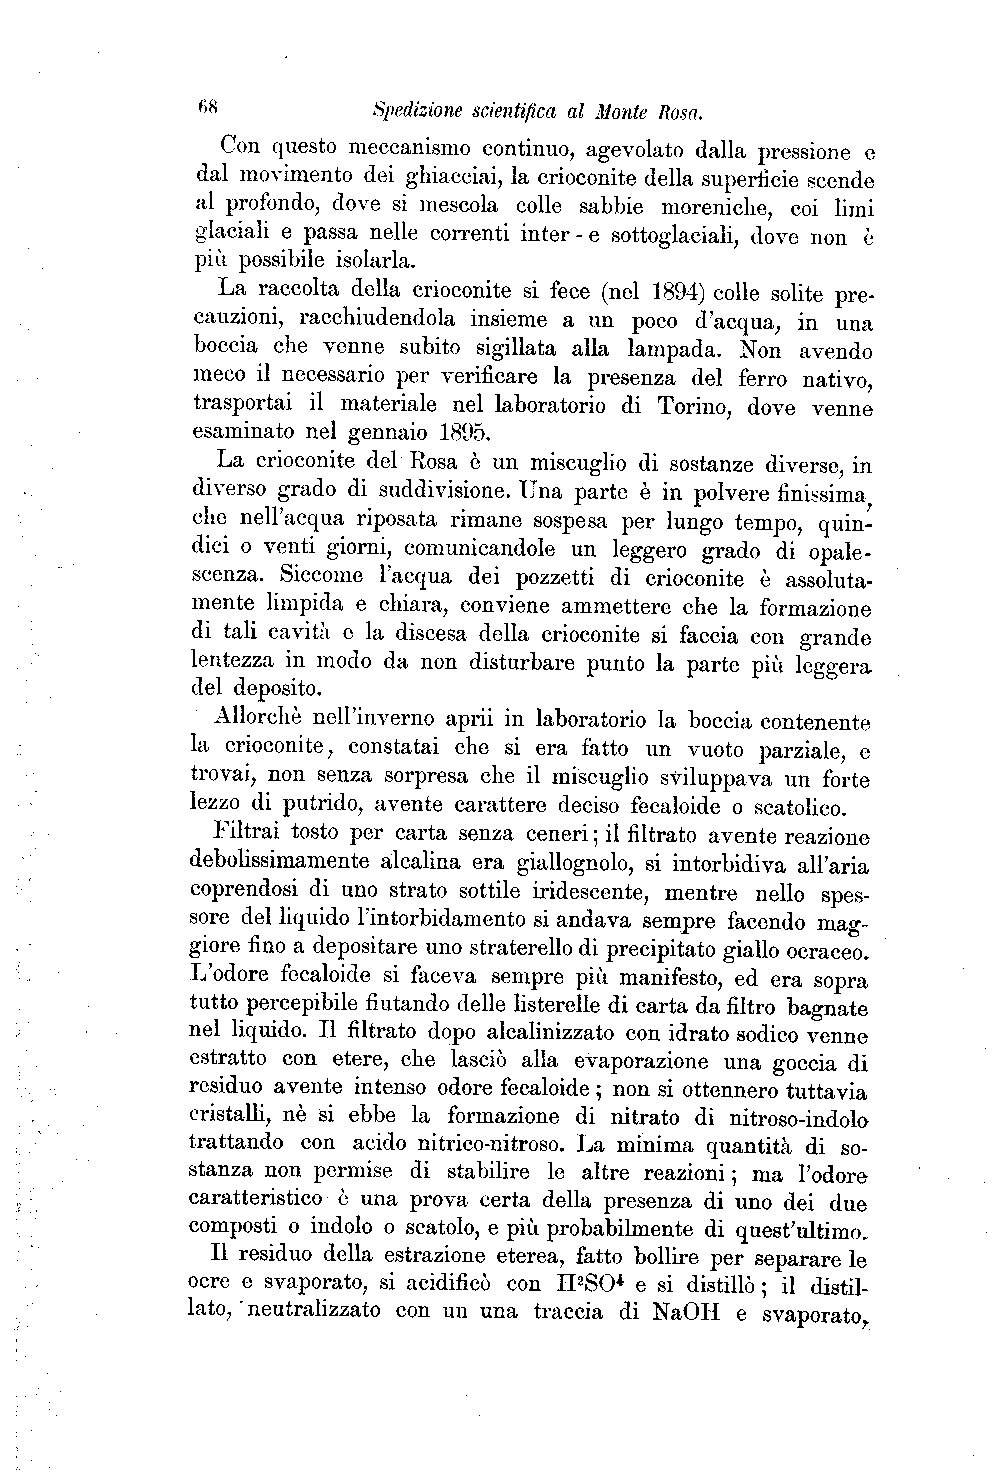 68 Spedizione scientifica al Monte Rosa.
Con questo meccanismo continuo, agevolato dalla pressione e
dal movimento dei ghiacciai, la crioconite della superficie scende
al profondo, dove si mescola colle sabbie moreniche, coi limi
glaciali e passa nelle correnti inter - e sottoglaciali, dove non è
più possibile isolarla.
La raccolta della crioconite si fece (nel 1894) colle solite pre-
cauzioni, racchiudendola insieme a un poco d'acqua, in una
boccia che venne subito sigillata alla lampada. Non avendo
meco il necessario per verificare la presenza del ferro nativo,
trasportai il materiale nel laboratorio di Torino, dove venne
esaminato nel gennaio 1895.
La crioconite del Rosa è un miscuglio di sostanze diverse, in
diverso grado di suddivisione. Una parte è in polvere finissima,
che nell'acqua riposata rimane sospesa per lungo tempo, quin-
dici o venti giorni, comunicandole un leggero grado di opale-
scenza. Siccome l'acqua dei pozzetti di crioconite è assoluta-
mente limpida e chiara, conviene ammettere che la formazione
di tali cavità e la discesa della crioconite si faccia con grande
lentezza in modo da non disturbare punto la parte più leggera
del deposito.
Allorchè nell'inverno aprii in laboratorio la boccia contenente
la crioconite, constatai che si era fatto un vuoto parziale, e
trovai, non senza sorpresa che il miscuglio sviluppava un forte
lezzo di putrido, avente carattere deciso fecaloide o scatolico.
Filtrai tosto per carta senza ceneri; il filtrato avente reazione
debolissimamente alcalina era giallognolo, si intorbidiva all'aria
coprendosi di uno strato sottile iridescente, mentre nello spes-
sore del liquido l'intorbidamento si andava sempre facendo mag-
giore fino a depositare uno straterello di precipitato giallo ocraceo.
L'odore fecaloide si faceva sempre più manifesto, ed era sopra
tutto percepibile fiutando delle listerelle di carta da filtro bagnate
nel liquido. Il filtrato dopo alcalinizzato con idrato sodico venne
estratto con etere, che lasciò alla evaporazione una goccia di
residuo avente intenso odore fecaloide; non si ottennero tuttavia
cristalli, nè si ebbe la formazione di nitrato di nitroso-indolo
trattando con acido nitrico-nitroso. La minima quantità di so-
stanza non permise di stabilire le altre reazioni; ma l'odore
caratteristico è una prova certa della presenza di uno dei due
composti o indolo o scatolo, e più probabilmente di quest'ultimo.
Il residuo della estrazione eterea, fatto bollire per separare le
ocre e svaporato, si acidificò con H²SO⁴ e si distillò; il distil-
lato, neutralizzato con un una traccia di NaOH e svaporato,